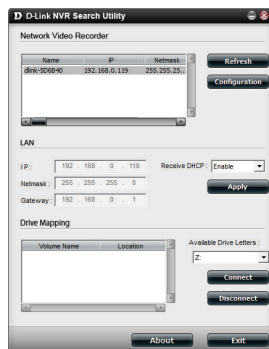 D D-Link NVR Search Utility
Network Video Recorder
Name IP Netmask
dlink-5D6B40 192.168.0.119 255.255.25...
Refresh
Configuration
LAN
IP: 192 . 168 . 0 . 119 Receive DHCP: Enable
Netmask: 255 . 255 . 255 . 0
Apply
Gateway: 192 . 168 . 0 . 1
Drive Mapping
Volume Name Location
Available Drive Letters :
Z:
Connect
Disconnect
About Exit